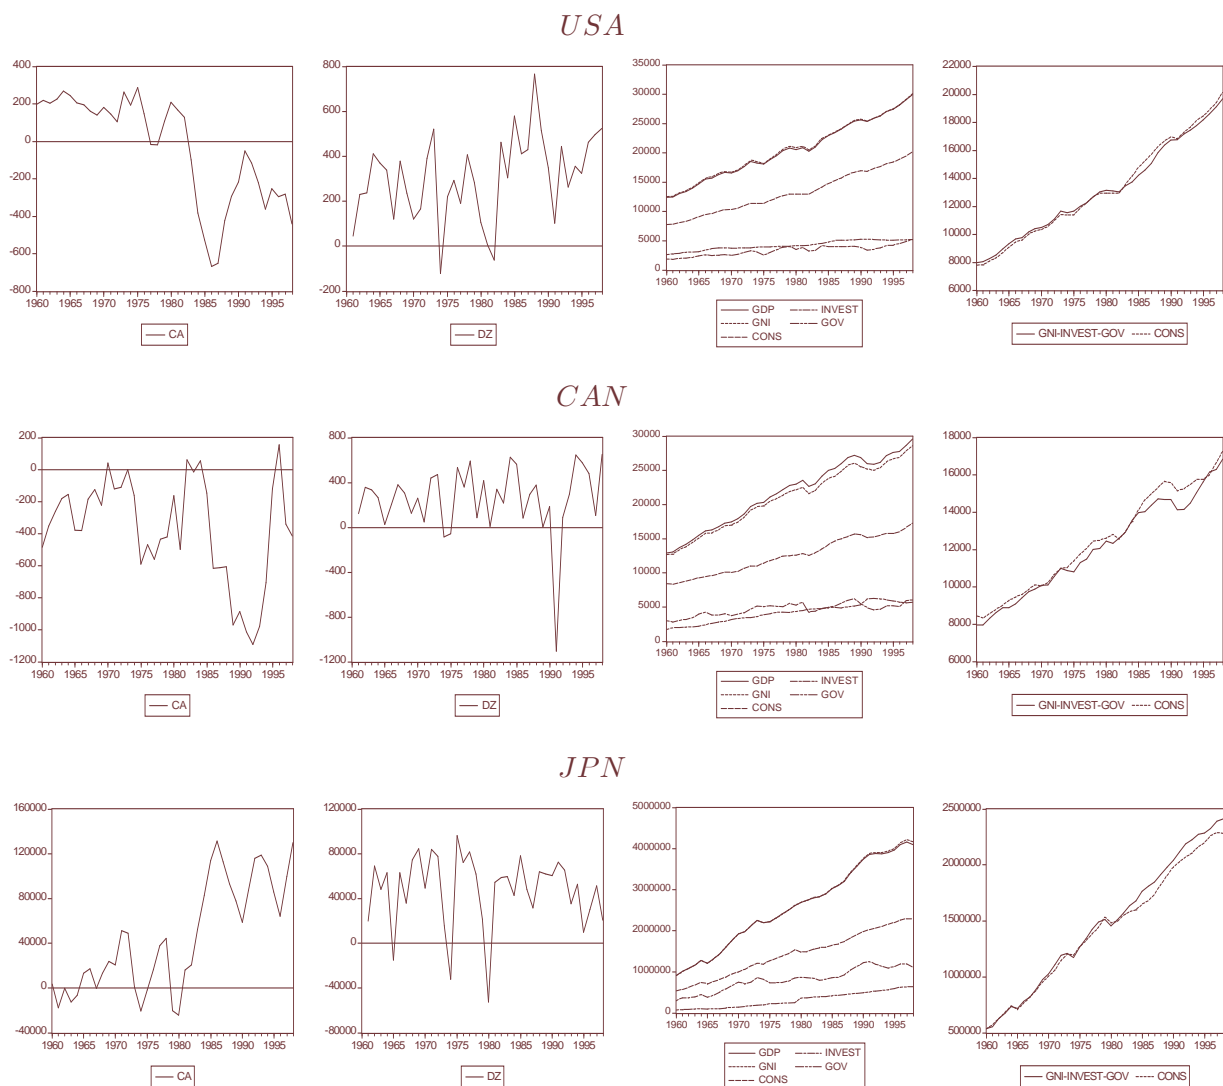 USA
400
200
0
-200
-400
-600
-800
1960 1965 1970 1975 1980 1985 1990 1995
CA
800
600
400
200
0
-200
1960 1965 1970 1975 1980 1985 1990 1995
DZ
35000
30000
25000
20000
15000
10000
5000
0
1960 1965 1970 1975 1980 1985 1990 1995
GDP INVEST
GNI GOV
CONS
22000
20000
18000
16000
14000
12000
10000
8000
6000
1960 1965 1970 1975 1980 1985 1990 1995
GNI-INVEST-GOV CONS
CAN
200
0
-200
-400
-600
-800
-1000
-1200
1960 1965 1970 1975 1980 1985 1990 1995
CA
800
400
0
-400
-800
-1200
1960 1965 1970 1975 1980 1985 1990 1995
DZ
30000
25000
20000
15000
10000
5000
0
1960 1965 1970 1975 1980 1985 1990 1995
GDP INVEST
GNI GOV
CONS
18000
16000
14000
12000
10000
8000
6000
1960 1965 1970 1975 1980 1985 1990 1995
GNI-INVEST-GOV CONS
JPN
160000
120000
80000
40000
0
-40000
1960 1965 1970 1975 1980 1985 1990 1995
CA
120000
80000
40000
0
-40000
-80000
1960 1965 1970 1975 1980 1985 1990 1995
DZ
5000000
4000000
3000000
2000000
1000000
0
1960 1965 1970 1975 1980 1985 1990 1995
GDP INVEST
GNI GOV
CONS
2500000
2000000
1500000
1000000
500000
1960 1965 1970 1975 1980 1985 1990 1995
GNI-INVEST-GOV CONS